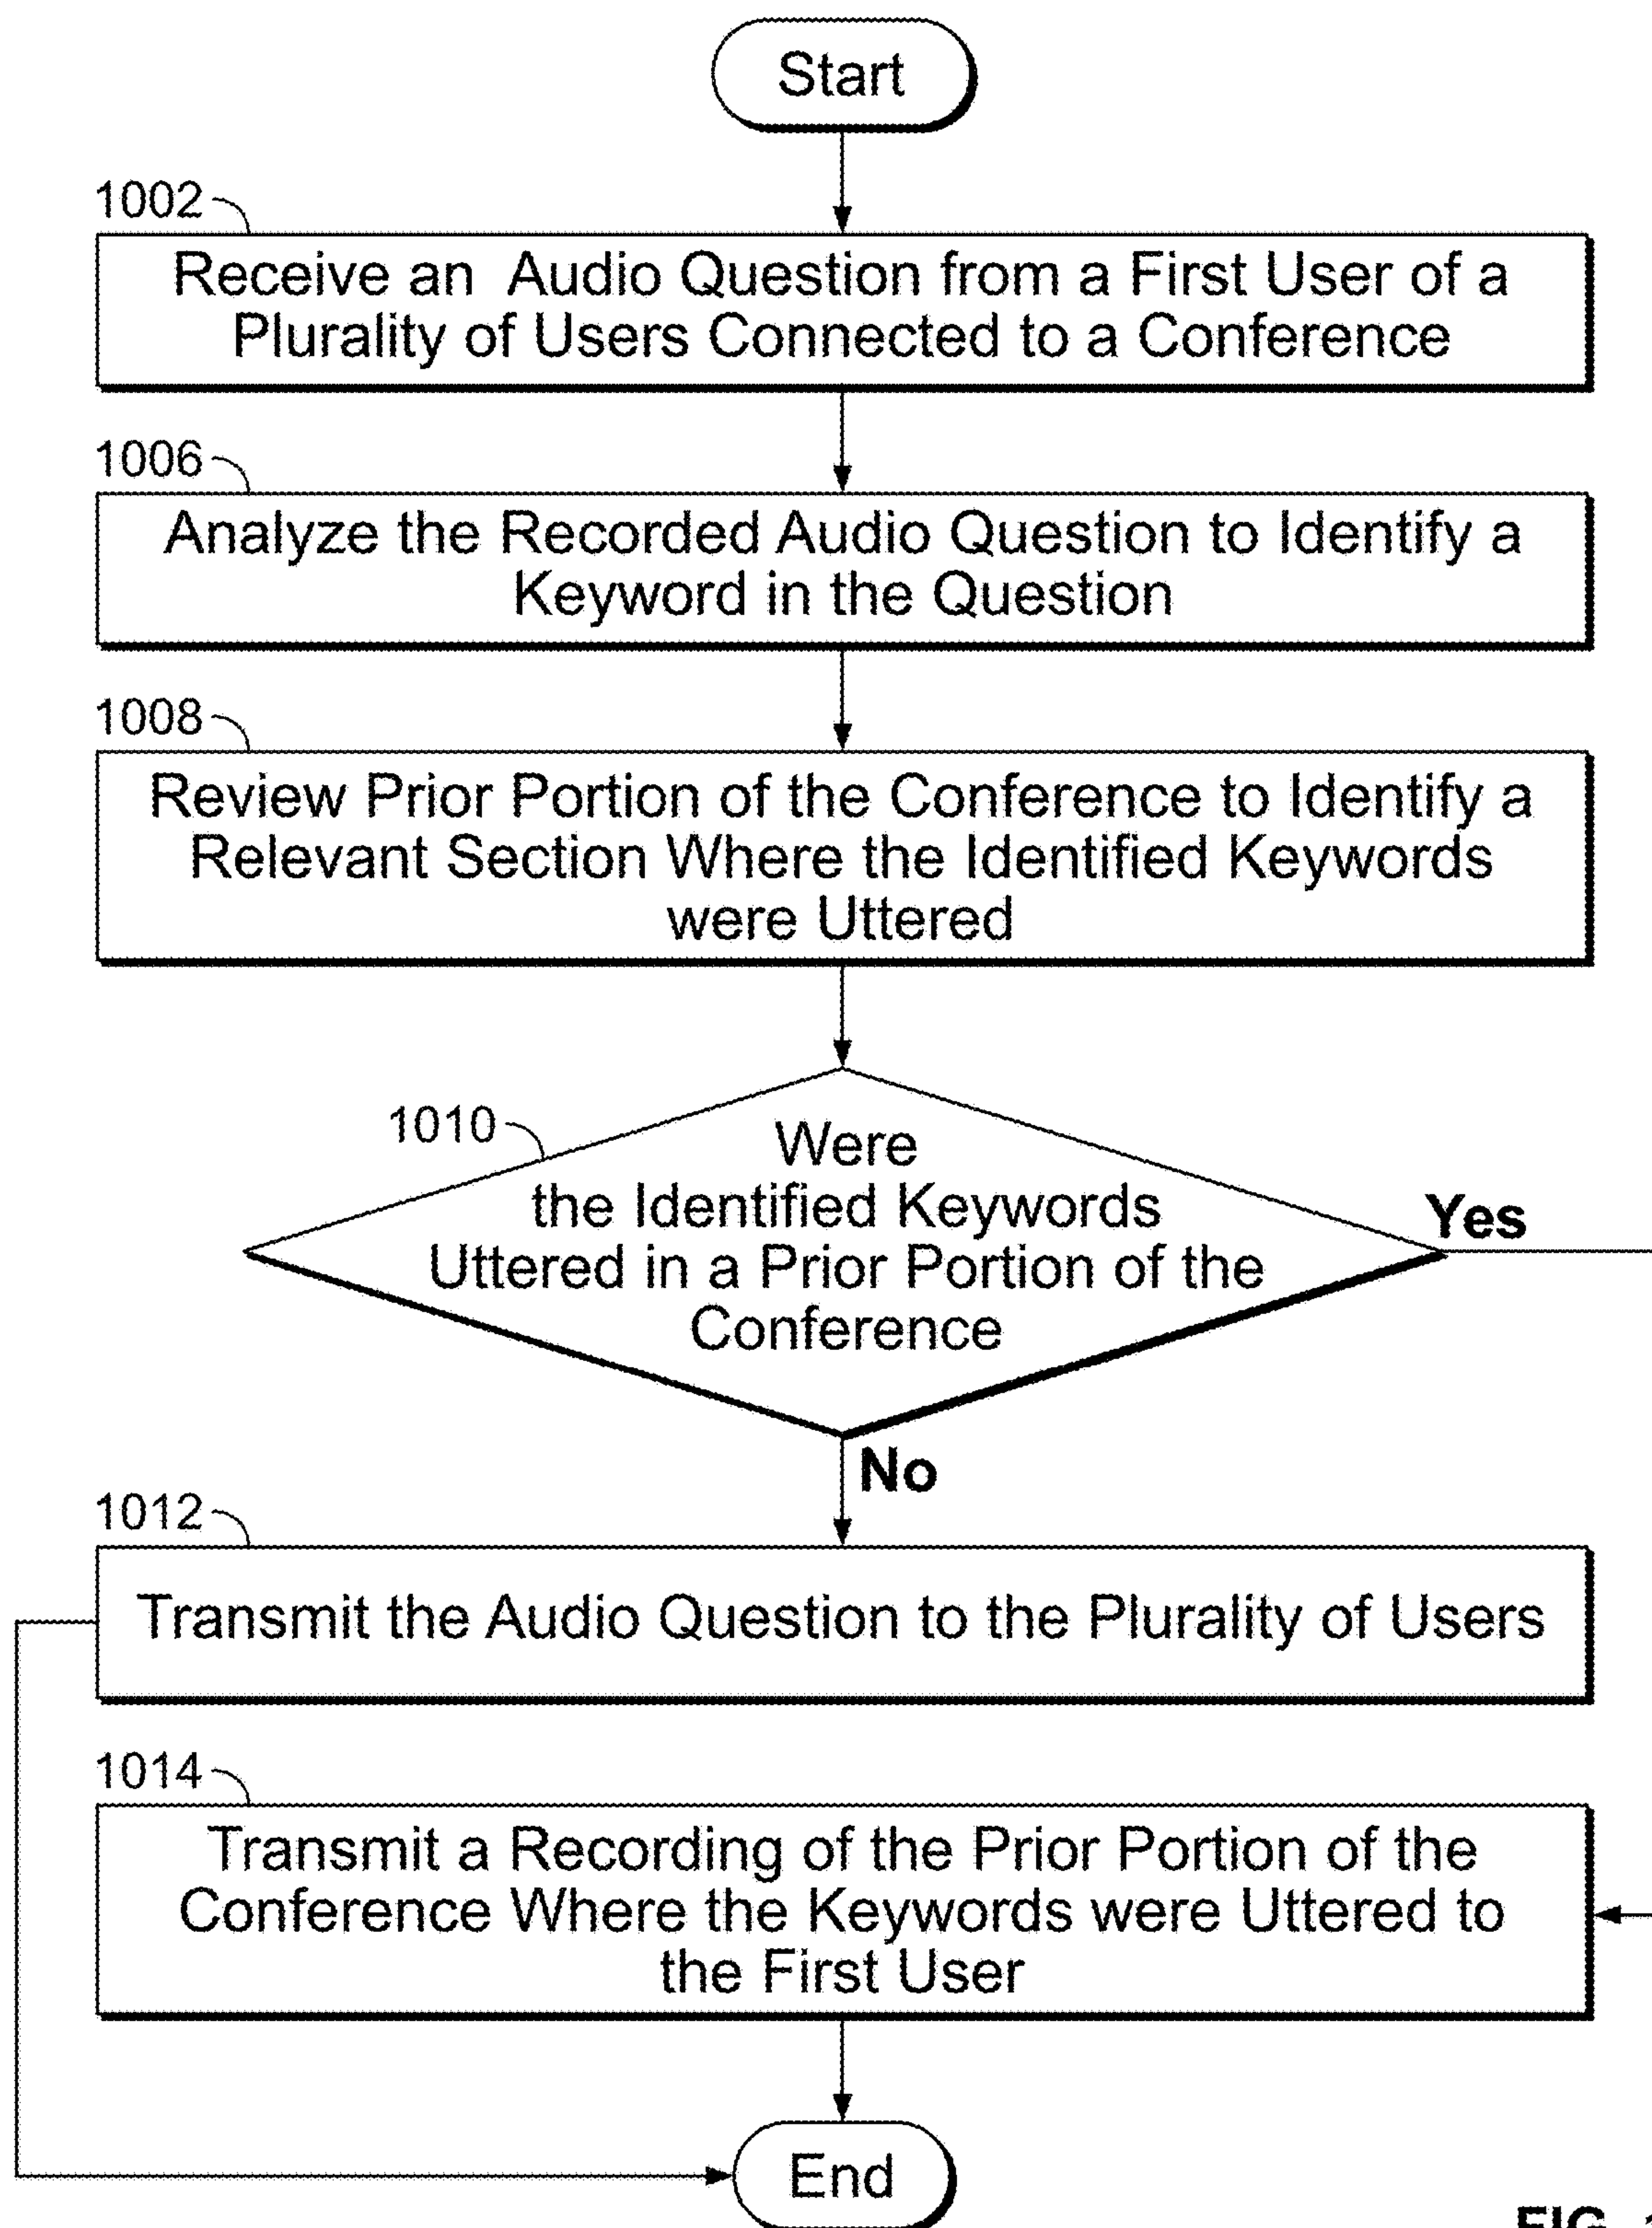 Start
1002
Receive an Audio Question from a First User of a
Plurality of Users Connected to a Conference
1006
Analyze the Recorded Audio Question to Identify a
Keyword in the Question
1008
Review Prior Portion of the Conference to Identify a
Relevant Section Where the Identified Keywords
were Uttered
1010
Were
the Identified Keywords
Uttered in a Prior Portion of the
Conference
Yes
No
1012
Transmit the Audio Question to the Plurality of Users
1014
Transmit a Recording of the Prior Portion of the
Conference Where the Keywords were Uttered to
the First User
End
FIG.